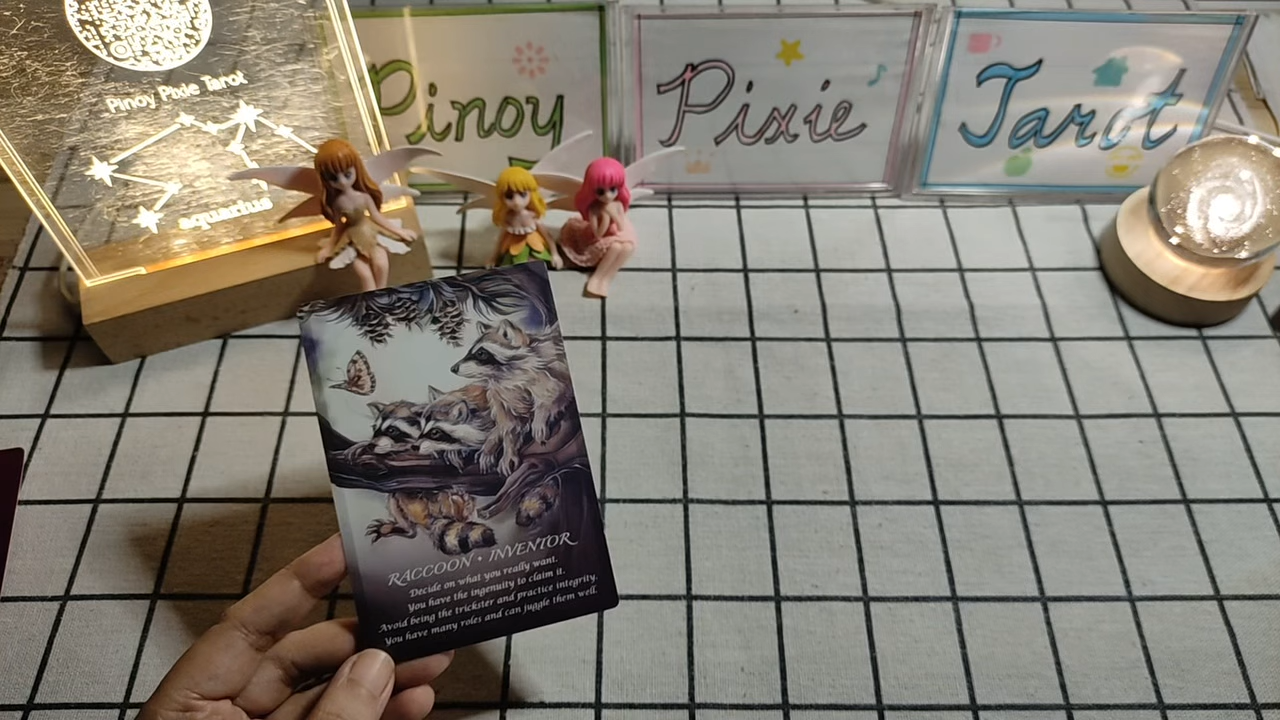 Pinoy Pixie Tarot
aquarius
Pinoy
Pixie
Tarot
RACCOON • INVENTOR
Decide on what you really want.
You have the ingenuity to claim it.
Avoid being the trickster and practice integrity.
You have many roles and can juggle them well.